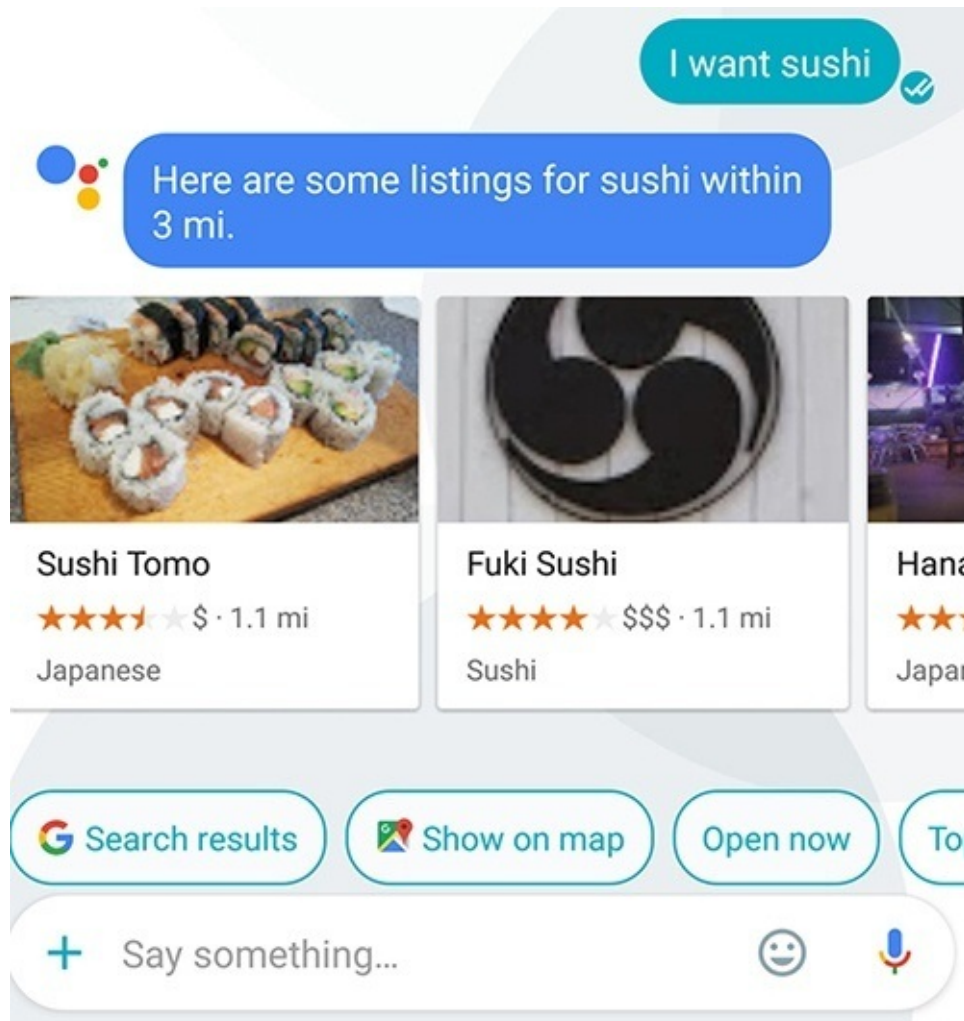 I want sushi
Here are some listings for sushi within
3 mi.
Sushi Tomo
$ · 1.1 mi
Japanese
Fuki Sushi
$$$ · 1.1 mi
Sushi
Hana
Search results
Show on map
Open now
Say something...